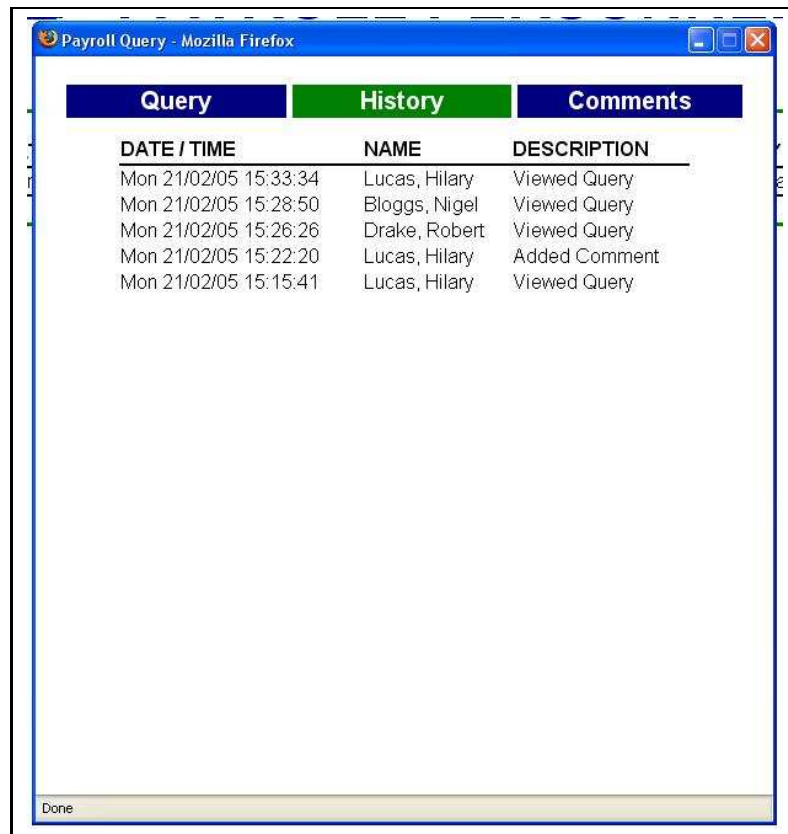 Payroll Query - Mozilla Firefox
Query History Comments
DATE / TIME NAME DESCRIPTION
Mon 21/02/05 15:33:34 Lucas, Hilary Viewed Query
Mon 21/02/05 15:28:50 Bloggs, Nigel Viewed Query
Mon 21/02/05 15:26:26 Drake, Robert Viewed Query
Mon 21/02/05 15:22:20 Lucas, Hilary Added Comment
Mon 21/02/05 15:15:41 Lucas, Hilary Viewed Query
Done